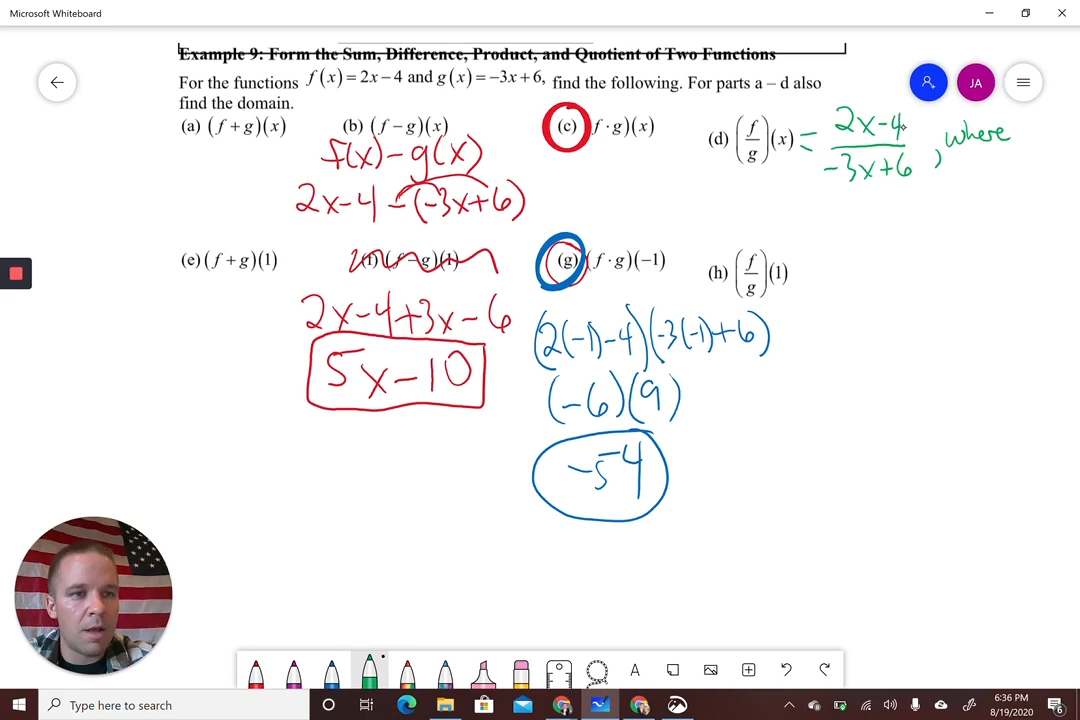 Microsoft Whiteboard
Example 9: Form the Sum, Difference, Product, and Quotient of Two Functions
For the functions f(x)=2x−4 and g(x)=−3x+6, find the following. For parts a – d also
find the domain.
(a) (f+g)(x)
(b) (f−g)(x)
(c) (f·g)(x)
(d) (f/g)(x) = 2x-4/-3x+6, where
f(x)-g(x)
2x-4-(-3x+6)
(e) (f+g)(1)
(f) (f−g)(1)
(g) (f·g)(−1)
(h) (f/g)(1)
2x-4+3x-6
5x-10
(2(-1)-4)(-3(-1)+6)
(-6)(9)
-54
JA
A
Type here to search
6:36 PM
8/19/2020
6